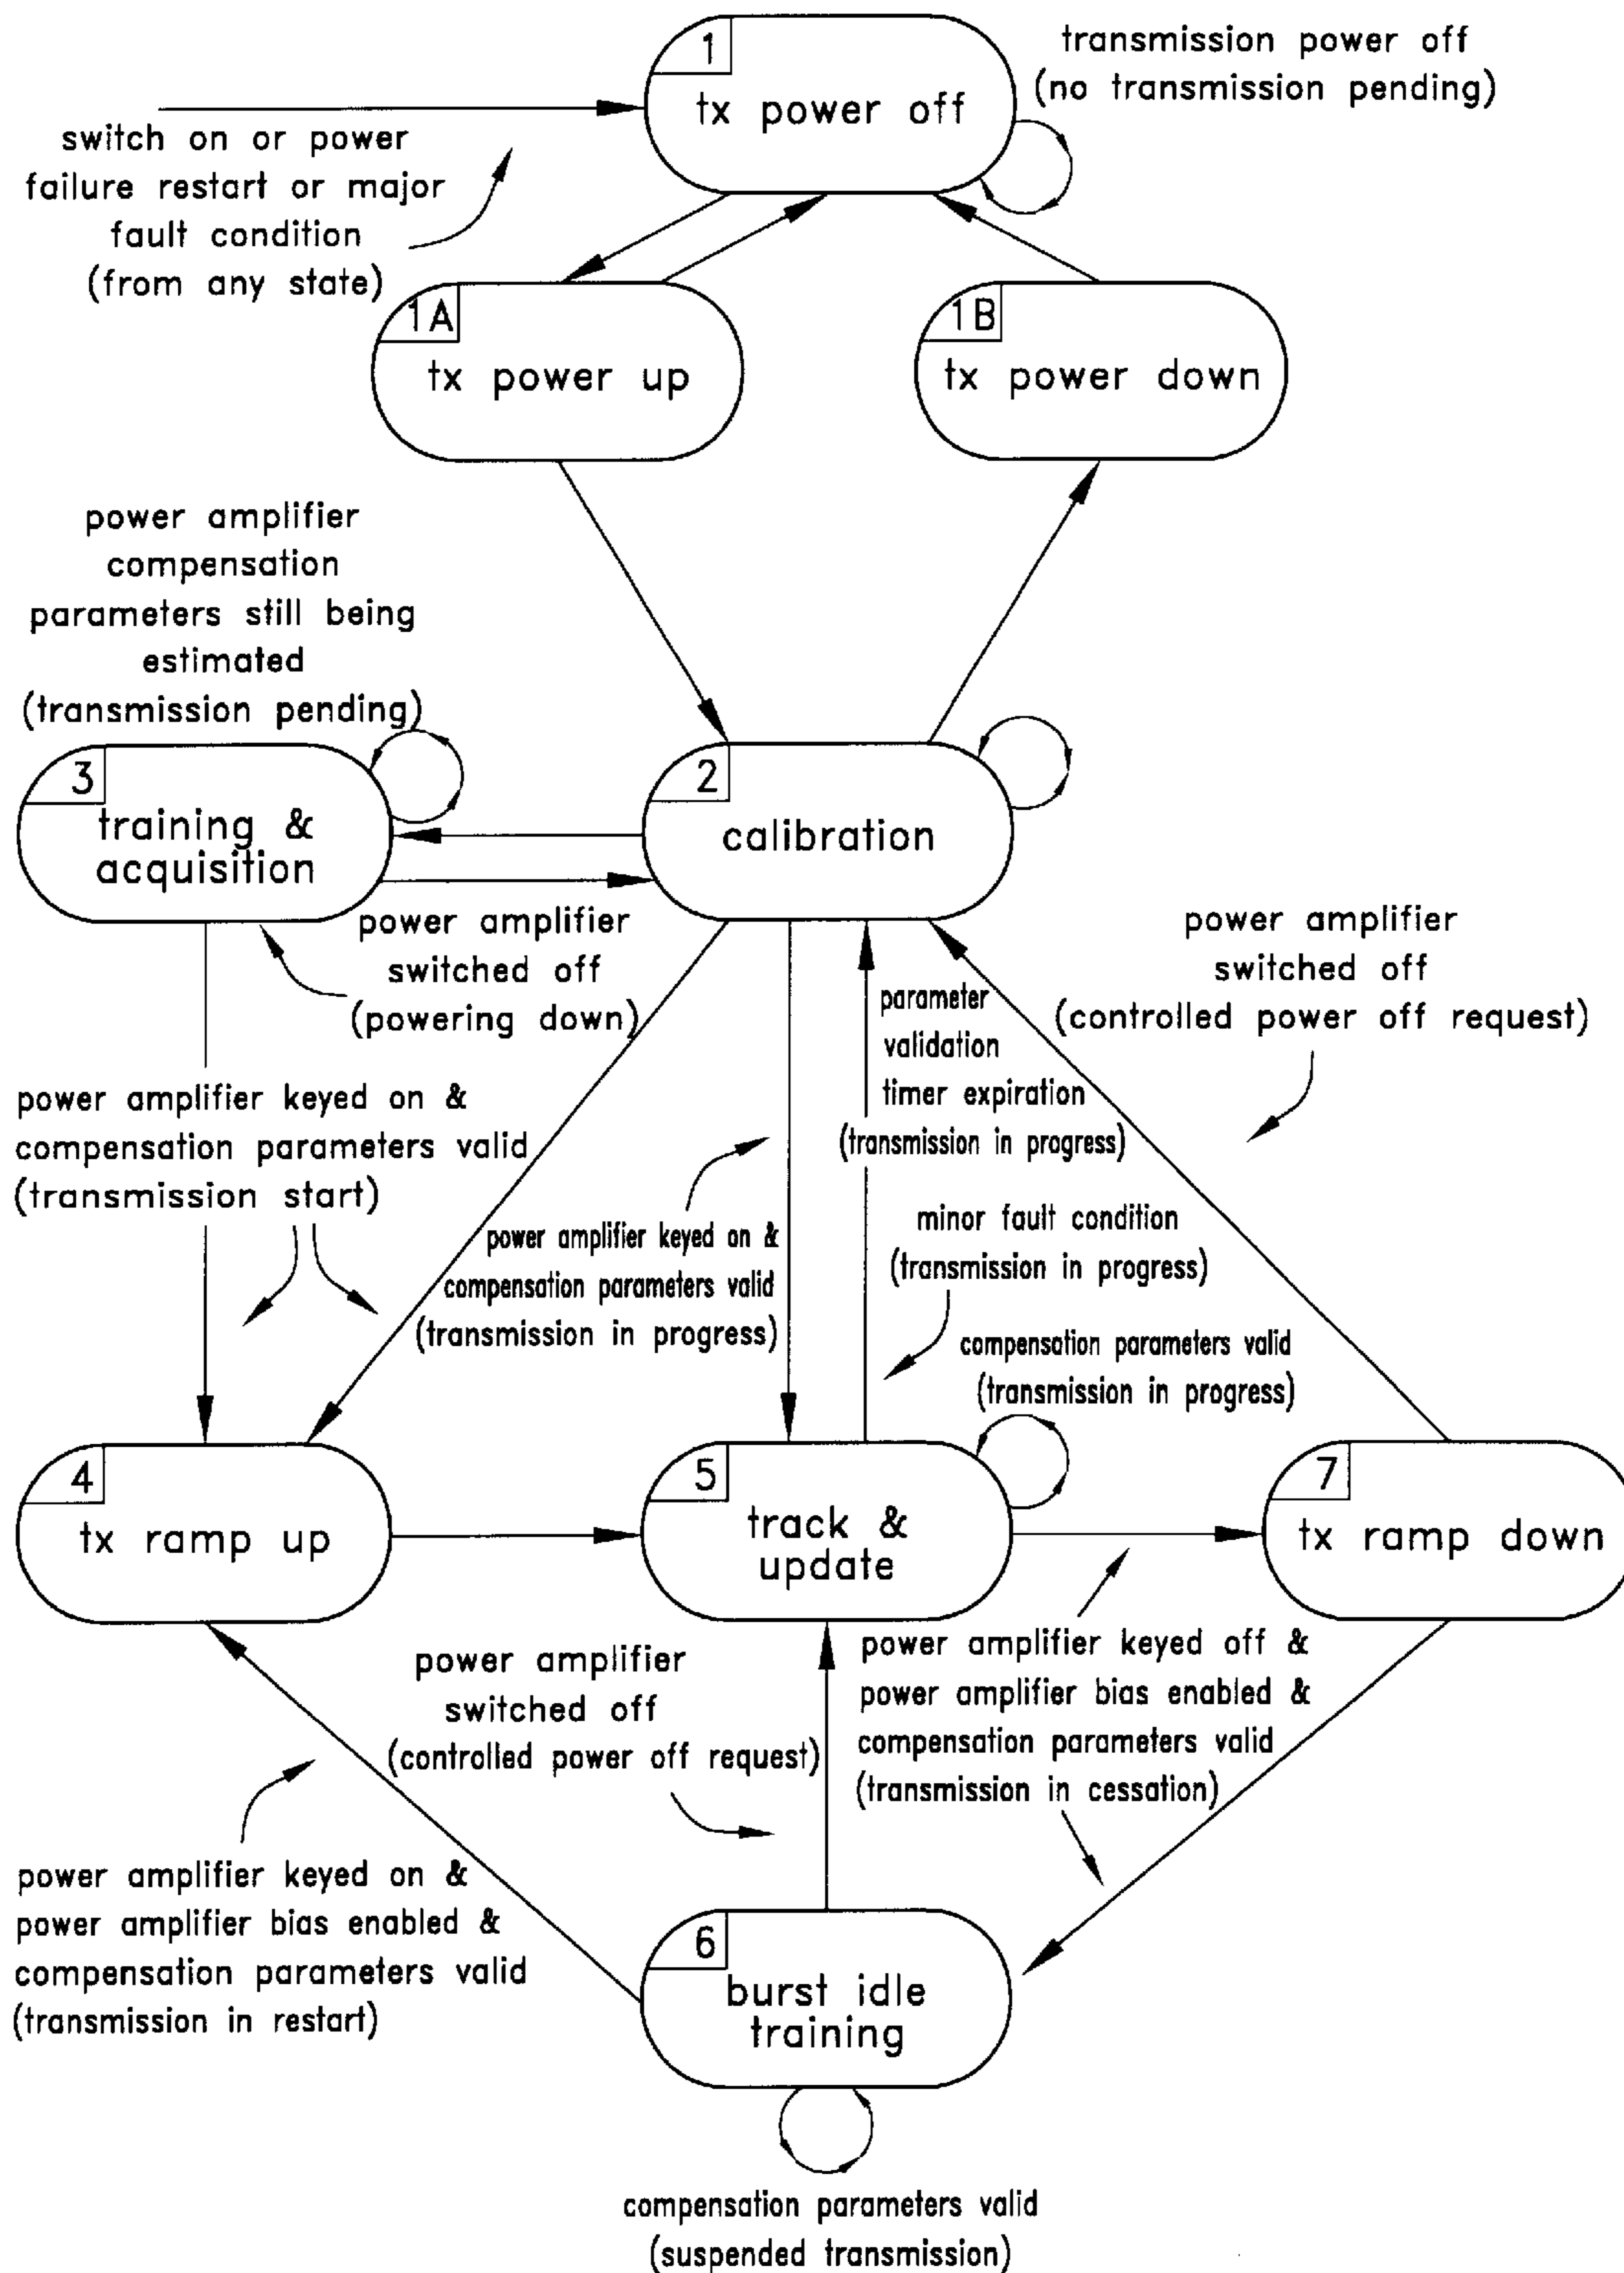 1
tx power off
transmission power off
(no transmission pending)
switch on or power
failure restart or major
fault condition
(from any state)
1A
tx power up
1B
tx power down
power amplifier
compensation
parameters still being
estimated
(transmission pending)
3
training &
acquisition
2
calibration
power amplifier
switched off
(powering down)
power amplifier
switched off
(controlled power off request)
parameter
validation
timer expiration
(transmission in progress)
power amplifier keyed on &
compensation parameters valid
(transmission start)
power amplifier keyed on &
compensation parameters valid
(transmission in progress)
minor fault condition
(transmission in progress)
compensation parameters valid
(transmission in progress)
4
tx ramp up
5
track &
update
7
tx ramp down
power amplifier
switched off
(controlled power off request)
power amplifier keyed off &
power amplifier bias enabled &
compensation parameters valid
(transmission in cessation)
power amplifier keyed on &
power amplifier bias enabled &
compensation parameters valid
(transmission in restart)
6
burst idle
training
compensation parameters valid
(suspended transmission)